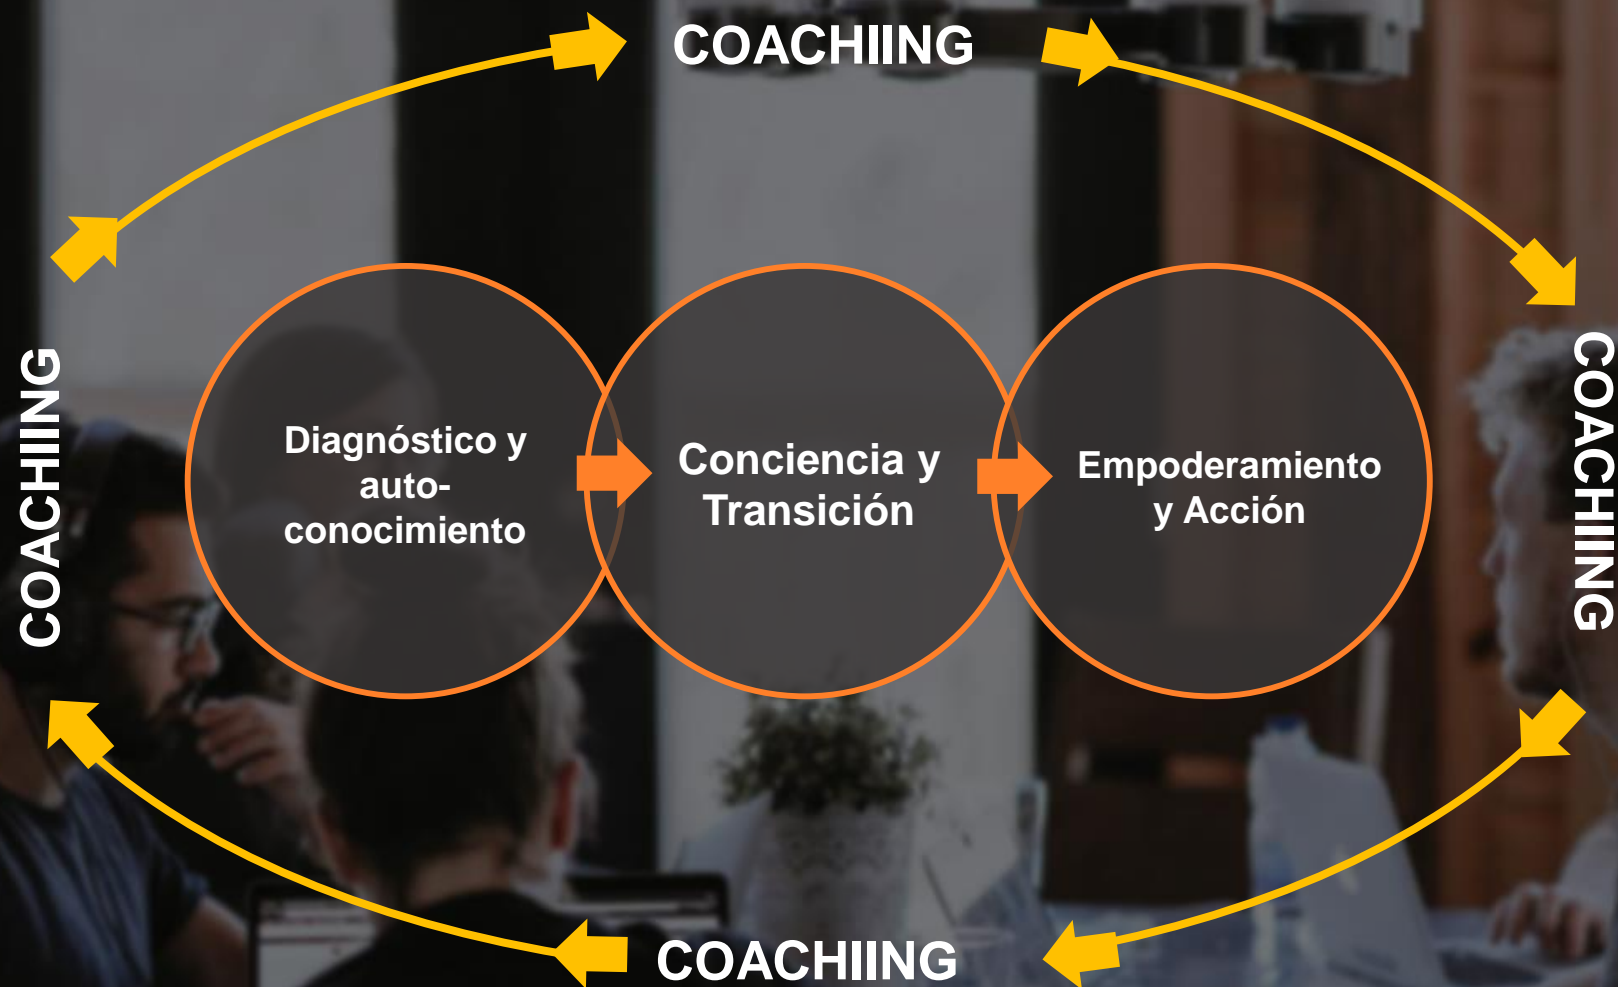 COACHIING
COACHIING
Diagnóstico y
auto-
conocimiento
Conciencia y
Transición
Empoderamiento
y Acción
COACHIING
COACHIING